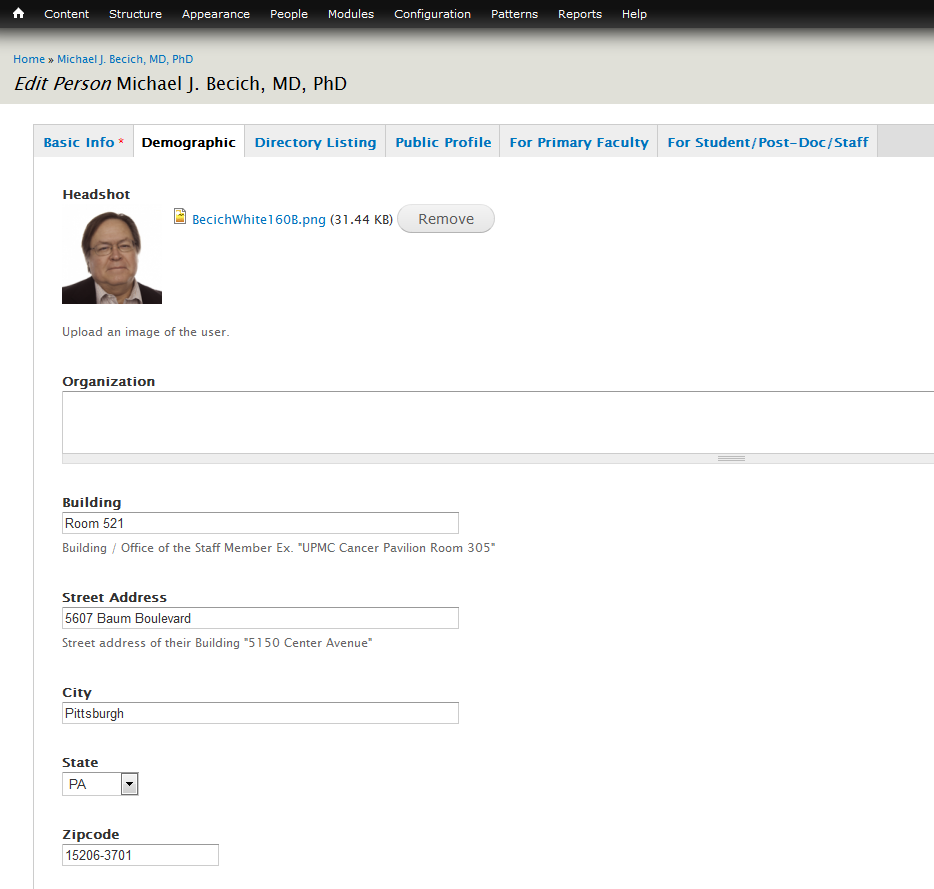 Content Structure Appearance People Modules Configuration Patterns Reports Help
Home » Michael J. Becich, MD, PhD
Edit Person Michael J. Becich, MD, PhD
Basic Info * Demographic Directory Listing Public Profile For Primary Faculty For Student/Post-Doc/Staff
Headshot
BecichWhite160B.png (31.44 KB) Remove
Upload an image of the user.
Organization
Building
Room 521
Building / Office of the Staff Member Ex. "UPMC Cancer Pavilion Room 305"
Street Address
5607 Baum Boulevard
Street address of their Building "5150 Center Avenue"
City
Pittsburgh
State
PA
Zipcode
15206-3701